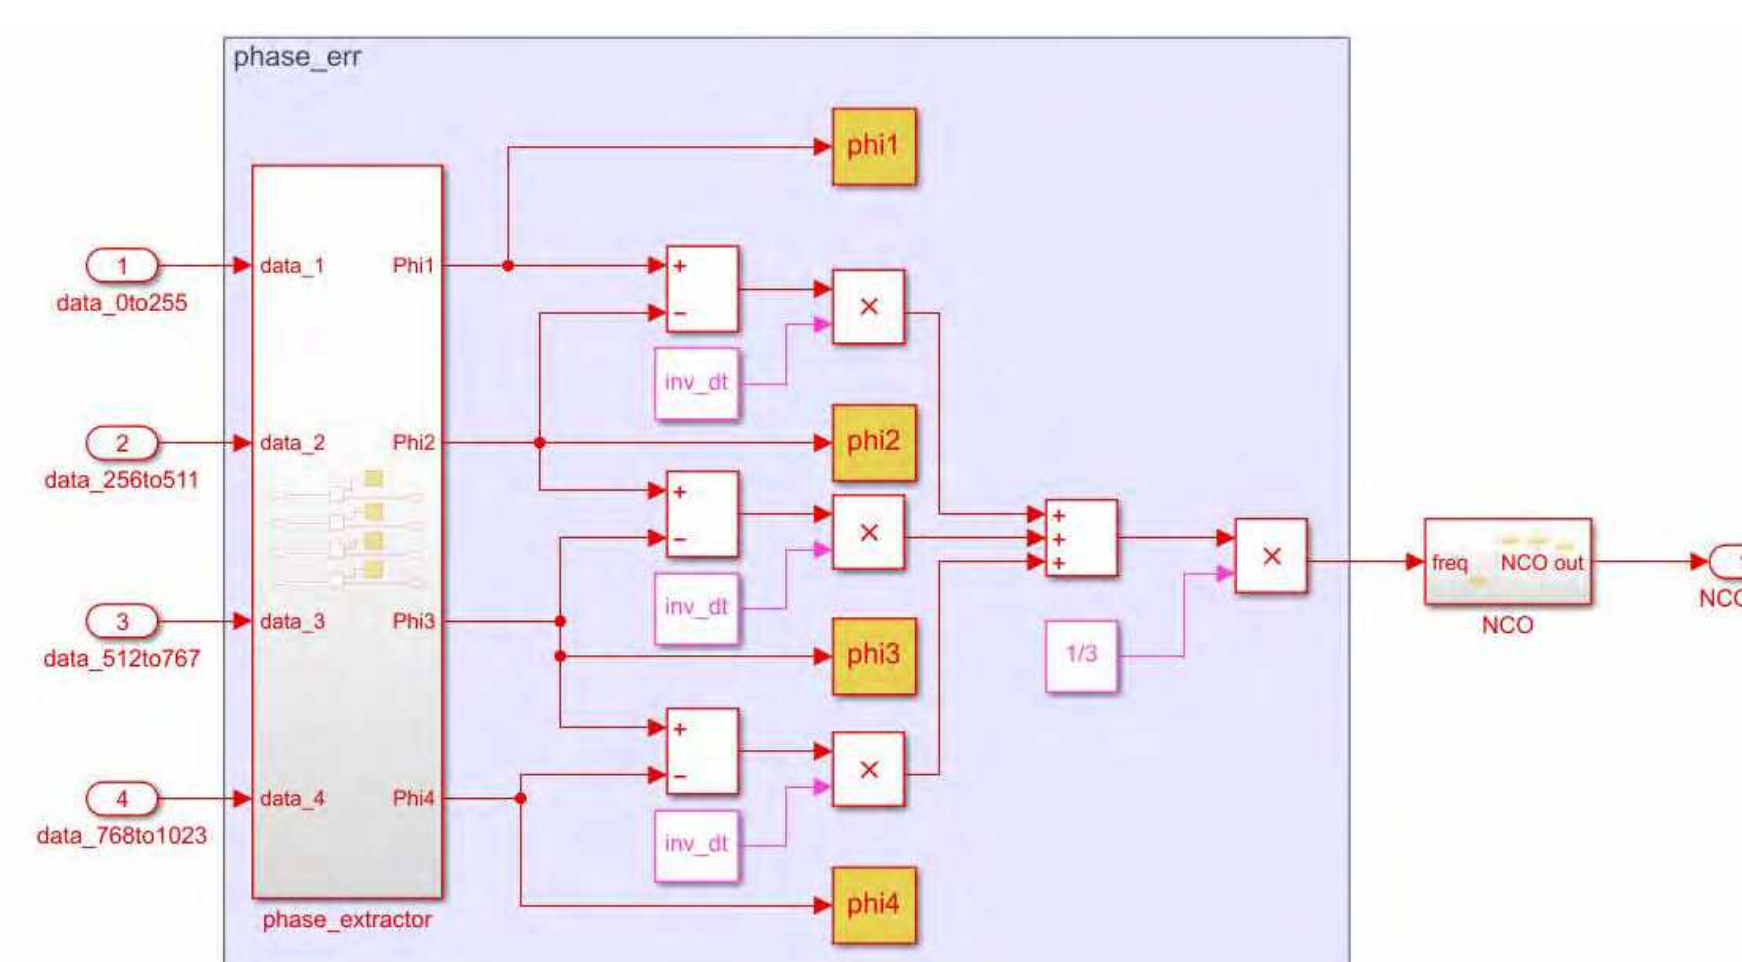 phase_err
phi1
1
data_0to255
data_1
Phi1
+
−
×
inv_dt
2
data_256to511
data_2
Phi2
phi2
+
−
×
inv_dt
+
+
+
×
1/3
freq
NCO out
NCO
3
data_512to767
data_3
Phi3
phi3
+
−
×
inv_dt
4
data_768to1023
data_4
Phi4
phi4
phase_extractor